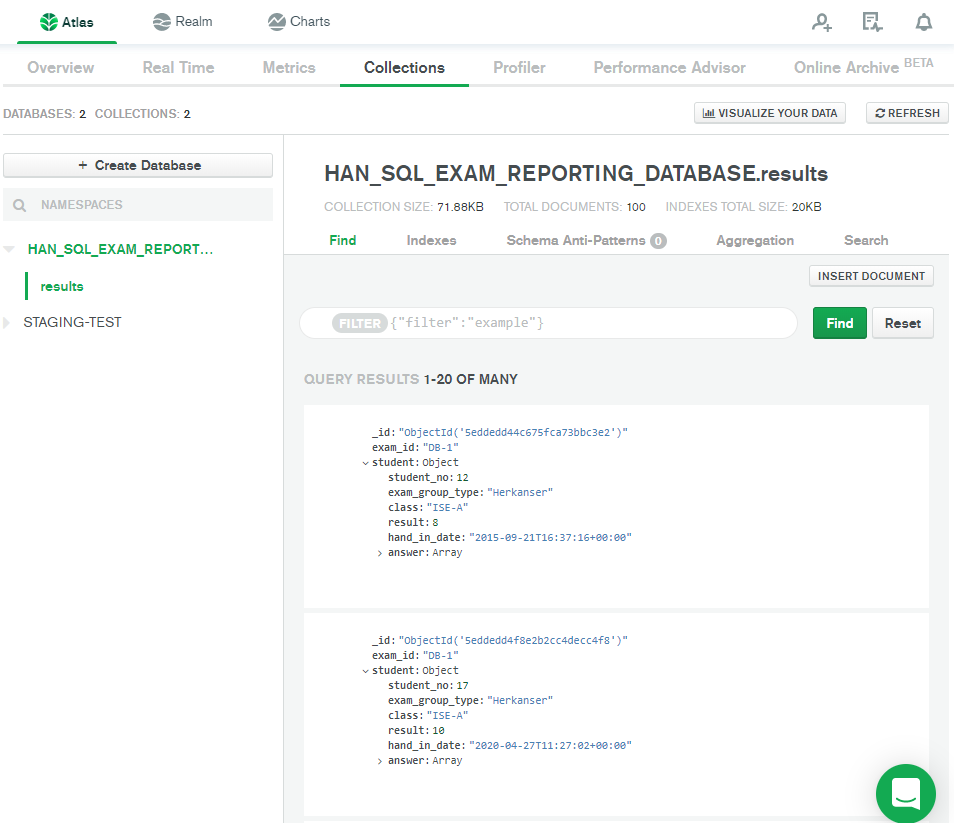 Atlas Realm Charts
Overview Real Time Metrics Collections Profiler Performance Advisor Online Archive BETA
DATABASES: 2 COLLECTIONS: 2 VISUALIZE YOUR DATA REFRESH
+ Create Database
NAMESPACES
HAN_SQL_EXAM_REPORT...
results
STAGING-TEST
HAN_SQL_EXAM_REPORTING_DATABASE.results
COLLECTION SIZE: 71.88KB TOTAL DOCUMENTS: 100 INDEXES TOTAL SIZE: 20KB
Find Indexes Schema Anti-Patterns 0 Aggregation Search
INSERT DOCUMENT
FILTER {"filter":"example"} Find Reset
QUERY RESULTS 1-20 OF MANY
_id: "ObjectId('5eddedd44c675fca73bbc3e2')"
exam_id: "DB-1"
student: Object
student_no: 12
exam_group_type: "Herkanser"
class: "ISE-A"
result: 8
hand_in_date: "2015-09-21T16:37:16+00:00"
answer: Array
_id: "ObjectId('5eddedd4f8e2b2cc4decc4f8')"
exam_id: "DB-1"
student: Object
student_no: 17
exam_group_type: "Herkanser"
class: "ISE-A"
result: 10
hand_in_date: "2020-04-27T11:27:02+00:00"
answer: Array